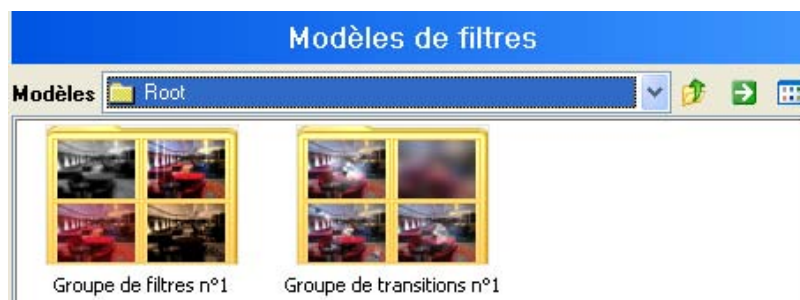 Modèles de filtres
Modèles Root
Groupe de filtres n°1 Groupe de transitions n°1